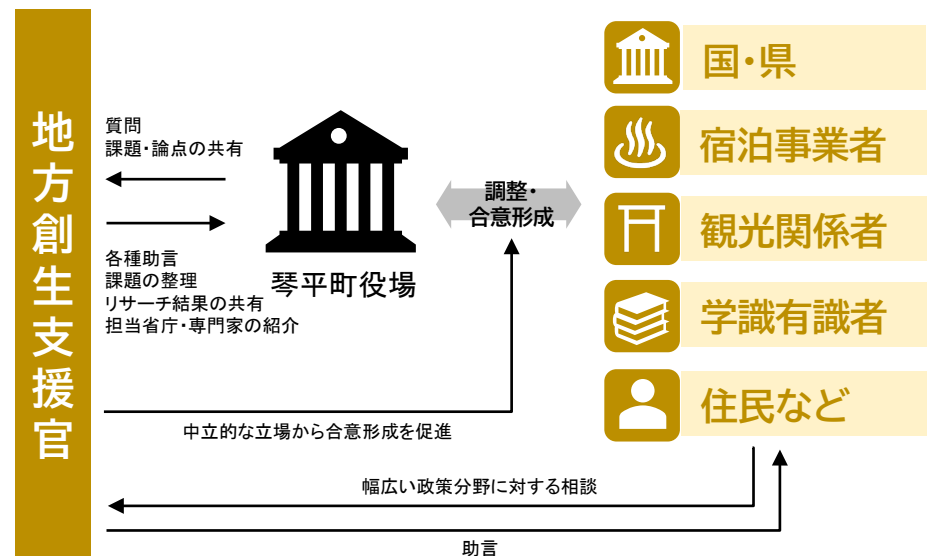 地方創生支援官
質問
課題・論点の共有
各種助言
課題の整理
リサーチ結果の共有
担当省庁・専門家の紹介
琴平町役場
調整・
合意形成
国・県
宿泊事業者
観光関係者
学識有識者
住民など
中立的な立場から合意形成を促進
幅広い政策分野に対する相談
助言